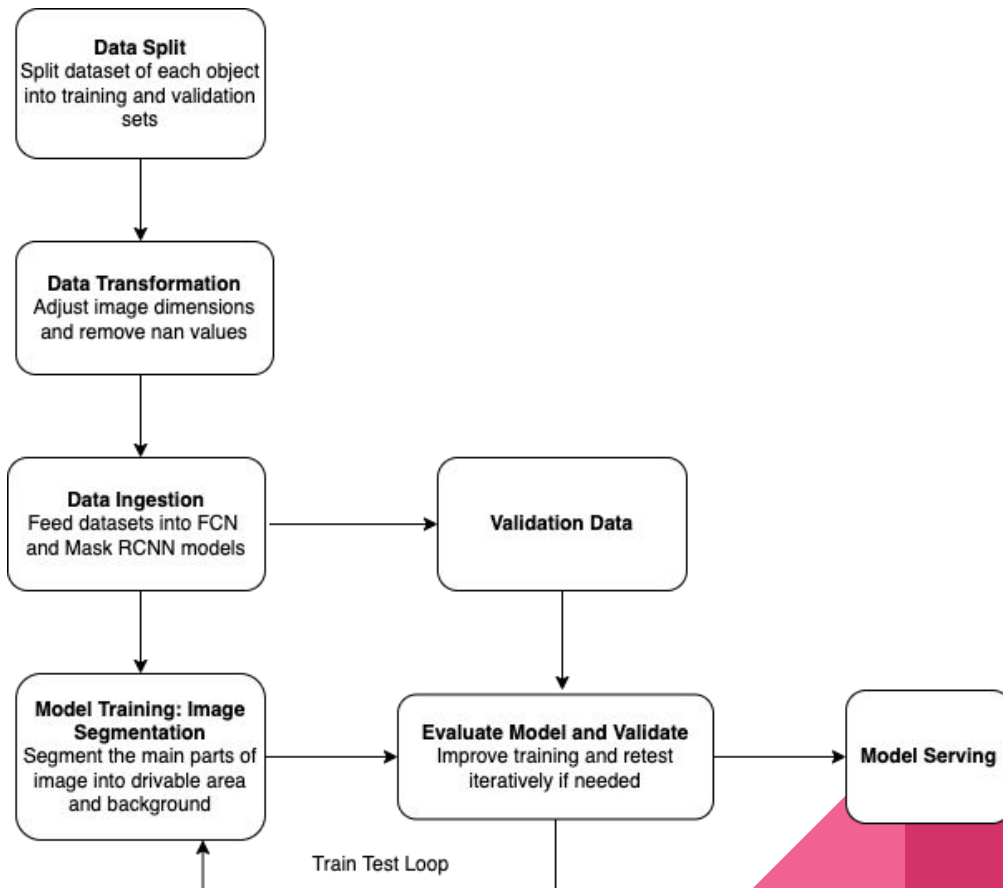 Data Split
Split dataset of each object
into training and validation
sets
Data Transformation
Adjust image dimensions
and remove nan values
Data Ingestion
Feed datasets into FCN
and Mask RCNN models
Validation Data
Model Training: Image
Segmentation
Segment the main parts of
image into drivable area
and background
Evaluate Model and Validate
Improve training and retest
iteratively if needed
Model Serving
Train Test Loop